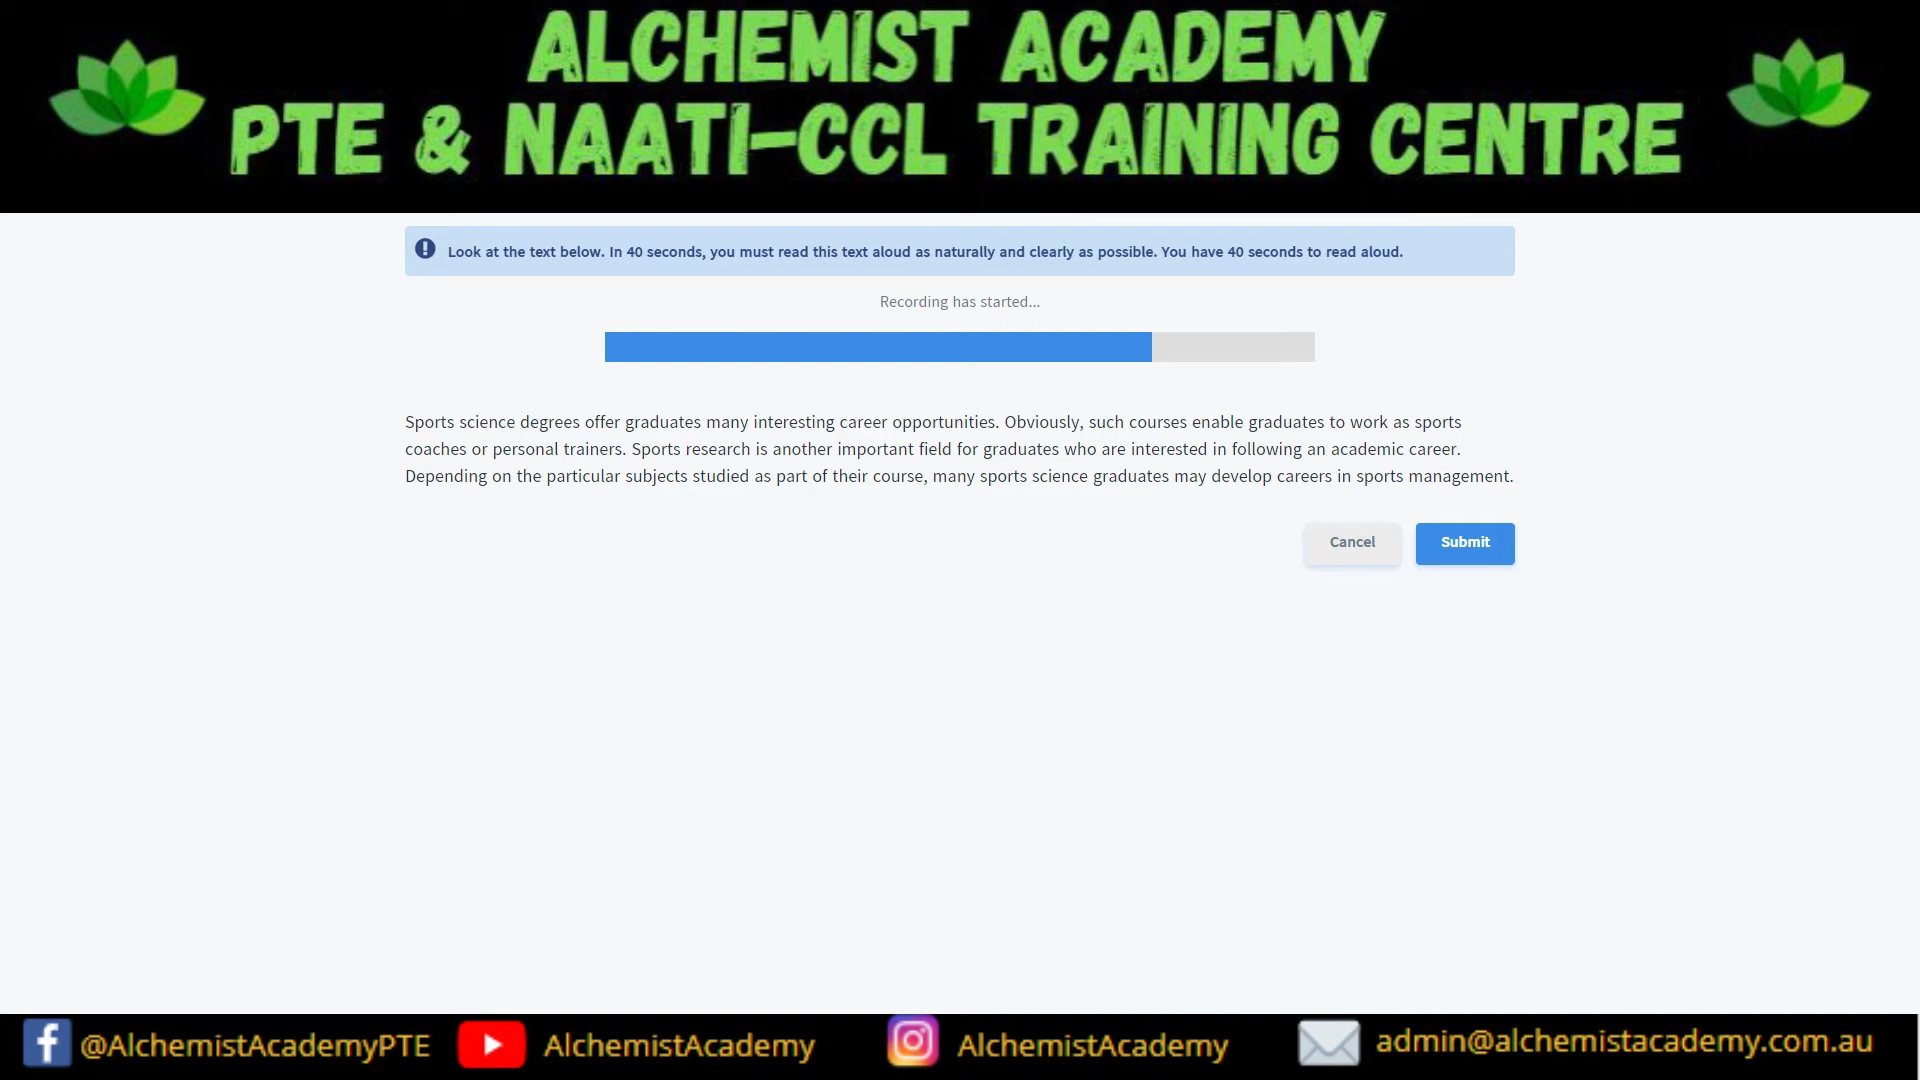 ALCHEMIST ACADEMY
PTE & NAATI-CCL TRAINING CENTRE
Look at the text below. In 40 seconds, you must read this text aloud as naturally and clearly as possible. You have 40 seconds to read aloud.
Recording has started...
Sports science degrees offer graduates many interesting career opportunities. Obviously, such courses enable graduates to work as sports
coaches or personal trainers. Sports research is another important field for graduates who are interested in following an academic career.
Depending on the particular subjects studied as part of their course, many sports science graduates may develop careers in sports management.
Cancel Submit
@AlchemistAcademyPTE AlchemistAcademy AlchemistAcademy admin@alchemistacademy.com.au